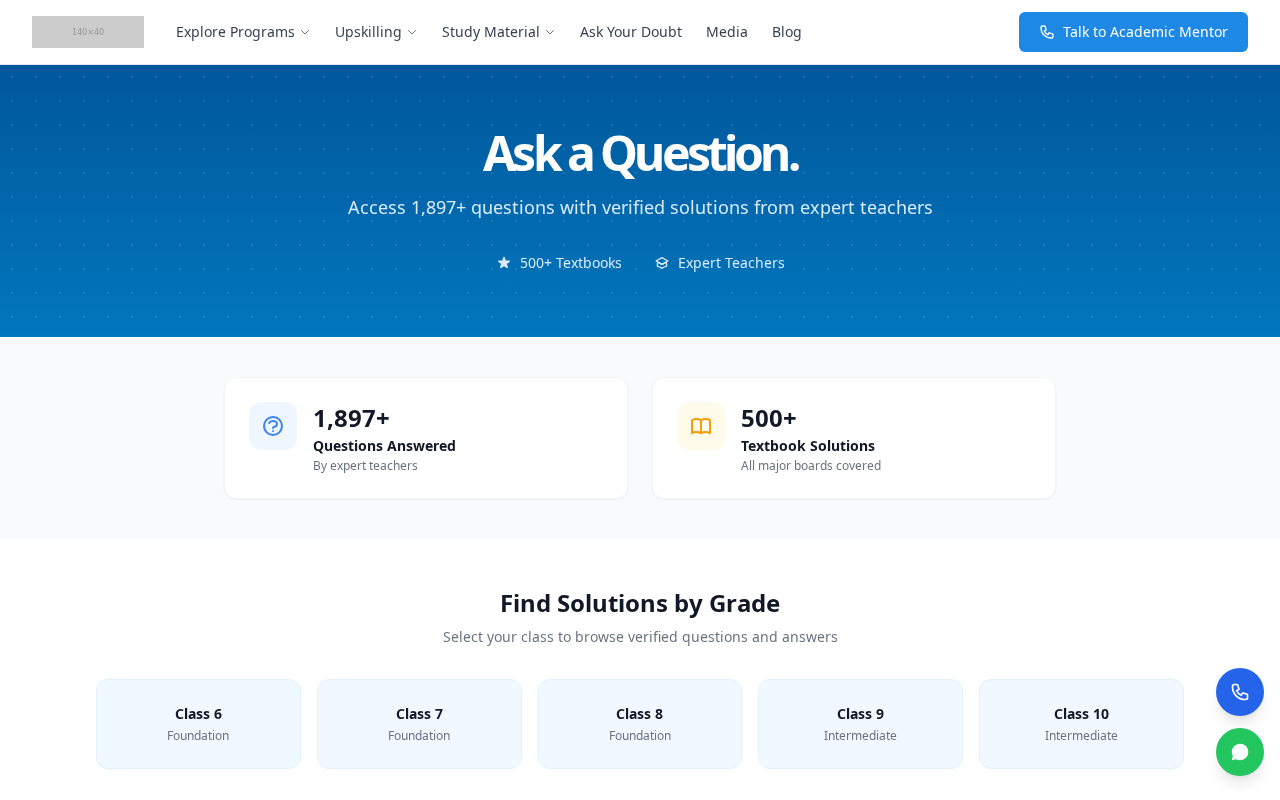 140×40
Explore Programs
Upskilling
Study Material
Ask Your Doubt
Media
Blog
Talk to Academic Mentor
Ask a Question.
Access 1,897+ questions with verified solutions from expert teachers
500+ Textbooks
Expert Teachers
1,897+
Questions Answered
By expert teachers
500+
Textbook Solutions
All major boards covered
Find Solutions by Grade
Select your class to browse verified questions and answers
Class 6
Foundation
Class 7
Foundation
Class 8
Foundation
Class 9
Intermediate
Class 10
Intermediate